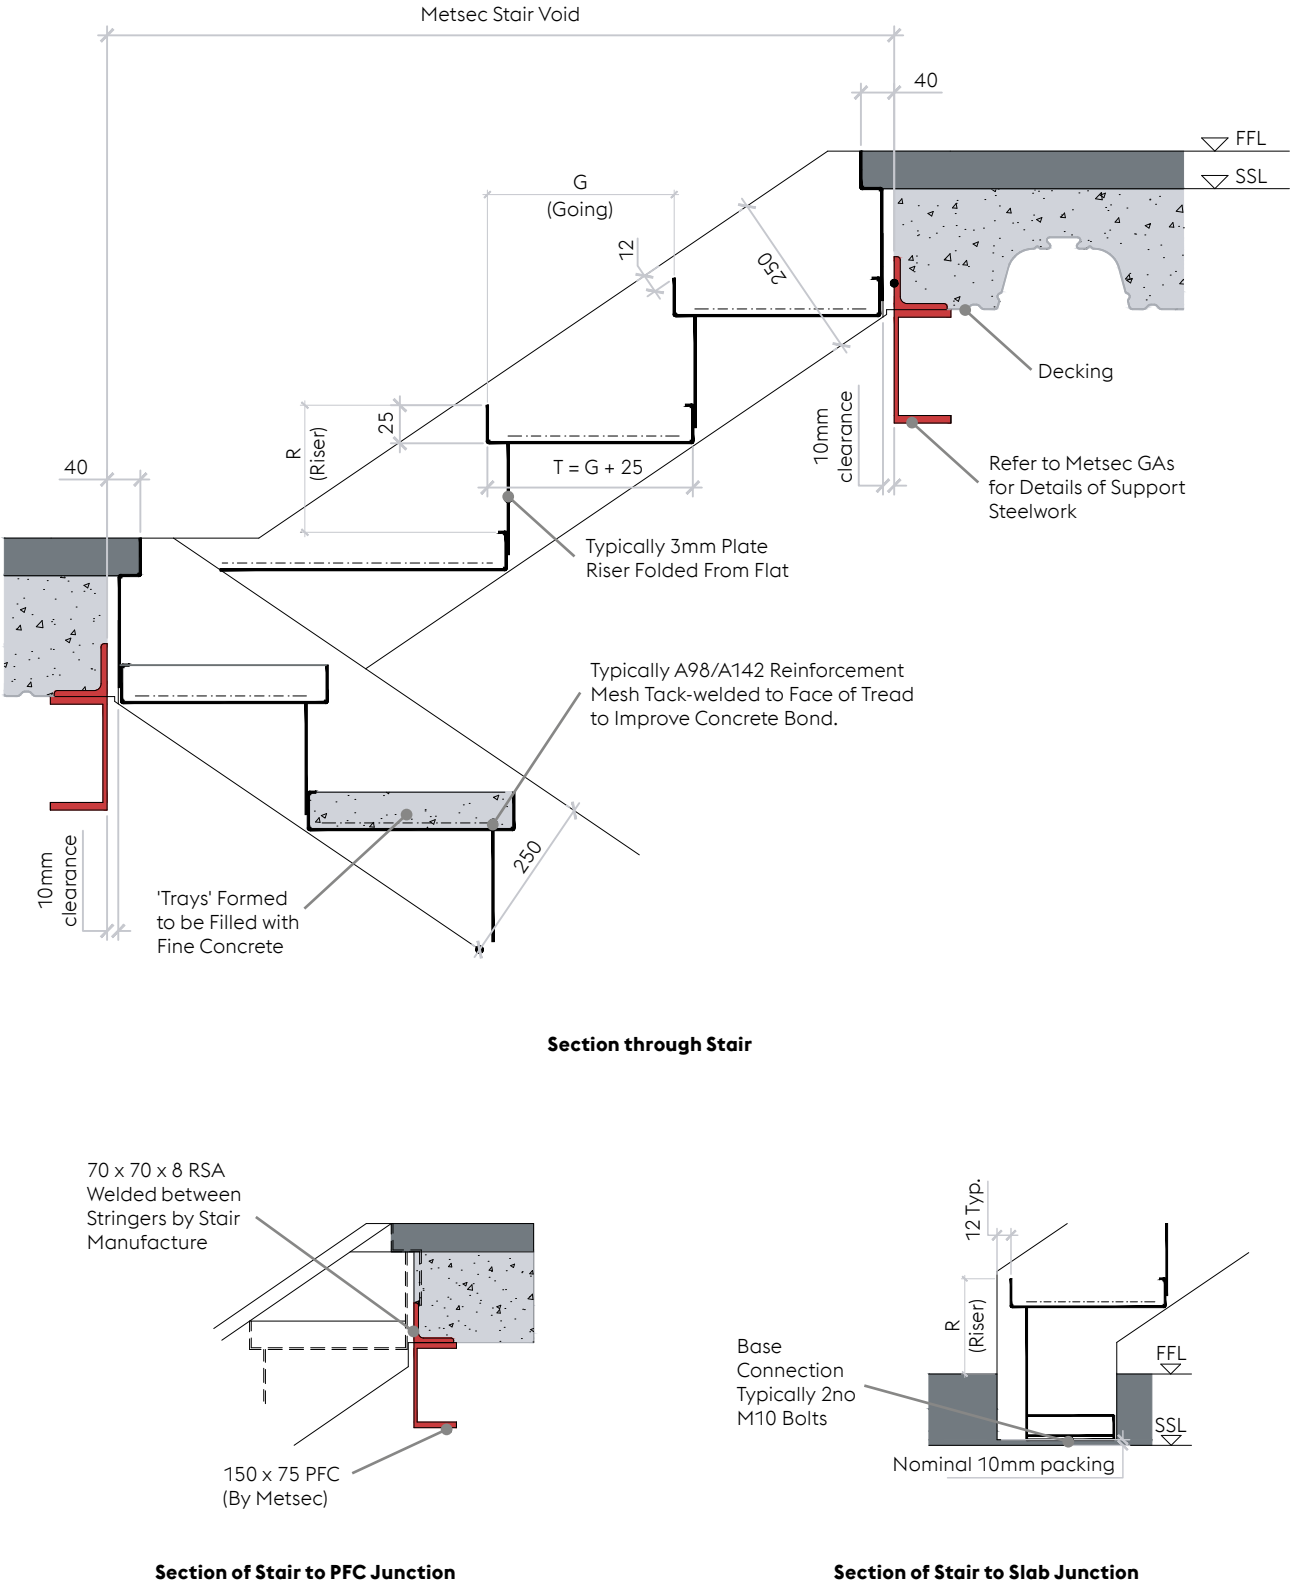 Metsec Stair Void
40
FFL
SSL
G
(Going)
12
250
Decking
R
(Riser)
25
10mm
clearance
T = G + 25
40
Refer to Metsec GAs
for Details of Support
Steelwork
Typically 3mm Plate
Riser Folded From Flat
Typically A98/A142 Reinforcement
Mesh Tack-welded to Face of Tread
to Improve Concrete Bond.
250
10mm
clearance
'Trays' Formed
to be Filled with
Fine Concrete
Section through Stair
70 x 70 x 8 RSA
Welded between
Stringers by Stair
Manufacture
150 x 75 PFC
(By Metsec)
Section of Stair to PFC Junction
12 Typ.
R
(Riser)
Base
Connection
Typically 2no
M10 Bolts
FFL
SSL
Nominal 10mm packing
Section of Stair to Slab Junction